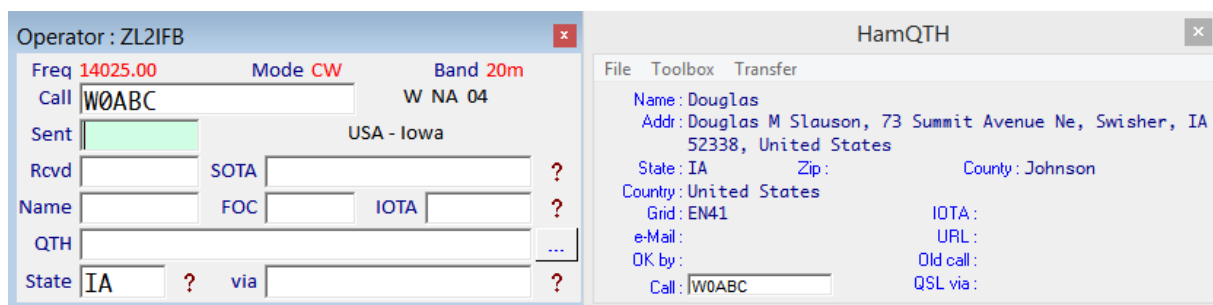 Operator : ZL2IFB
x
Freq 14025.00 Mode CW Band 20m
Call WØABC W NA 04
Sent USA - Iowa
Rcvd SOTA ?
Name FOC IOTA ?
QTH ...
State IA ? via ?
HamQTH
×
File Toolbox Transfer
Name : Douglas
Addr : Douglas M Slauson, 73 Summit Avenue Ne, Swisher, IA
52338, United States
State : IA Zip : County : Johnson
Country : United States
Grid : EN41 IOTA :
e-Mail : URL :
OK by : Old call :
Call : W0ABC QSL via :